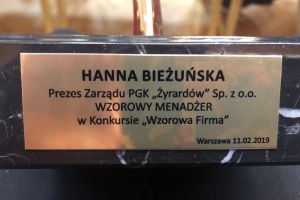 HANNA BIEŻUŃSKA
Prezes Zarządu PGK „Żyrardów” Sp. z o.o.
WZOROWY MENADŻER
w Konkursie „Wzorowa Firma”
Warszawa 11.02.2019